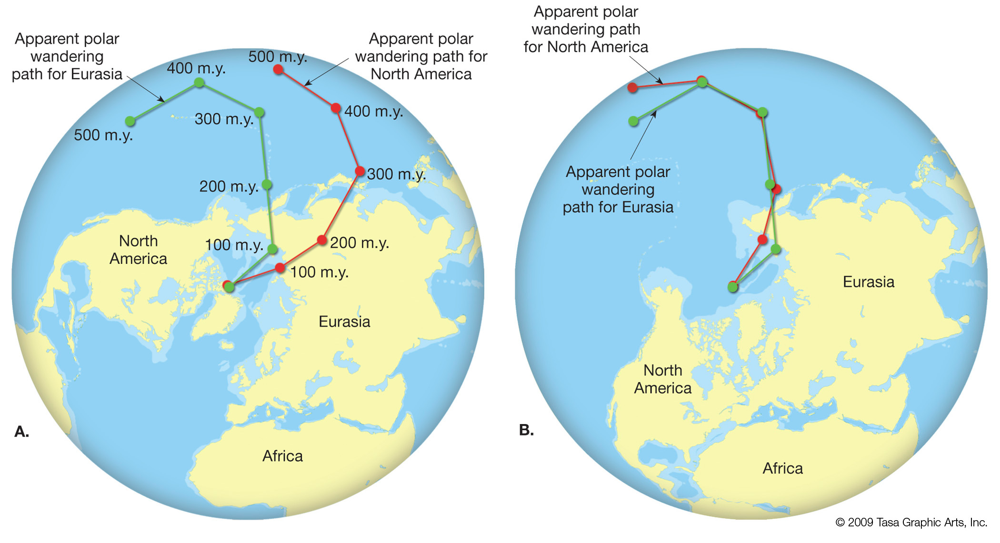 Apparent polar
wandering
path for Eurasia
400 m.y.
500 m.y.
Apparent polar
wandering path for
North America
500 m.y.
300 m.y.
400 m.y.
200 m.y.
300 m.y.
100 m.y.
200 m.y.
100 m.y.
North
America
Eurasia
Africa
A.
Apparent polar
wandering path
for North America
Apparent polar
wandering
path for Eurasia
Eurasia
North
America
Africa
B.
© 2009 Tasa Graphic Arts, Inc.